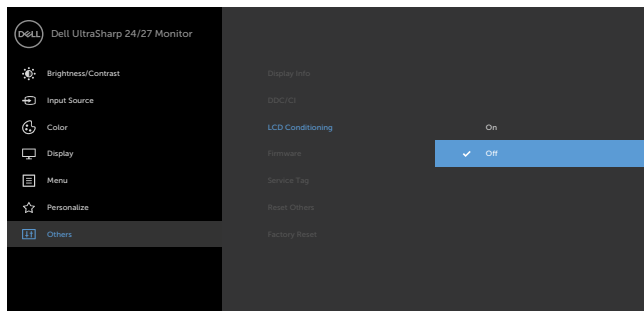 DELL Dell UltraSharp 24/27 Monitor
Brightness/Contrast Display Info
Input Source DDC/CI
Color LCD Conditioning On
Display Firmware Off
Menu Service Tag
Personalize Reset Others
Others Factory Reset